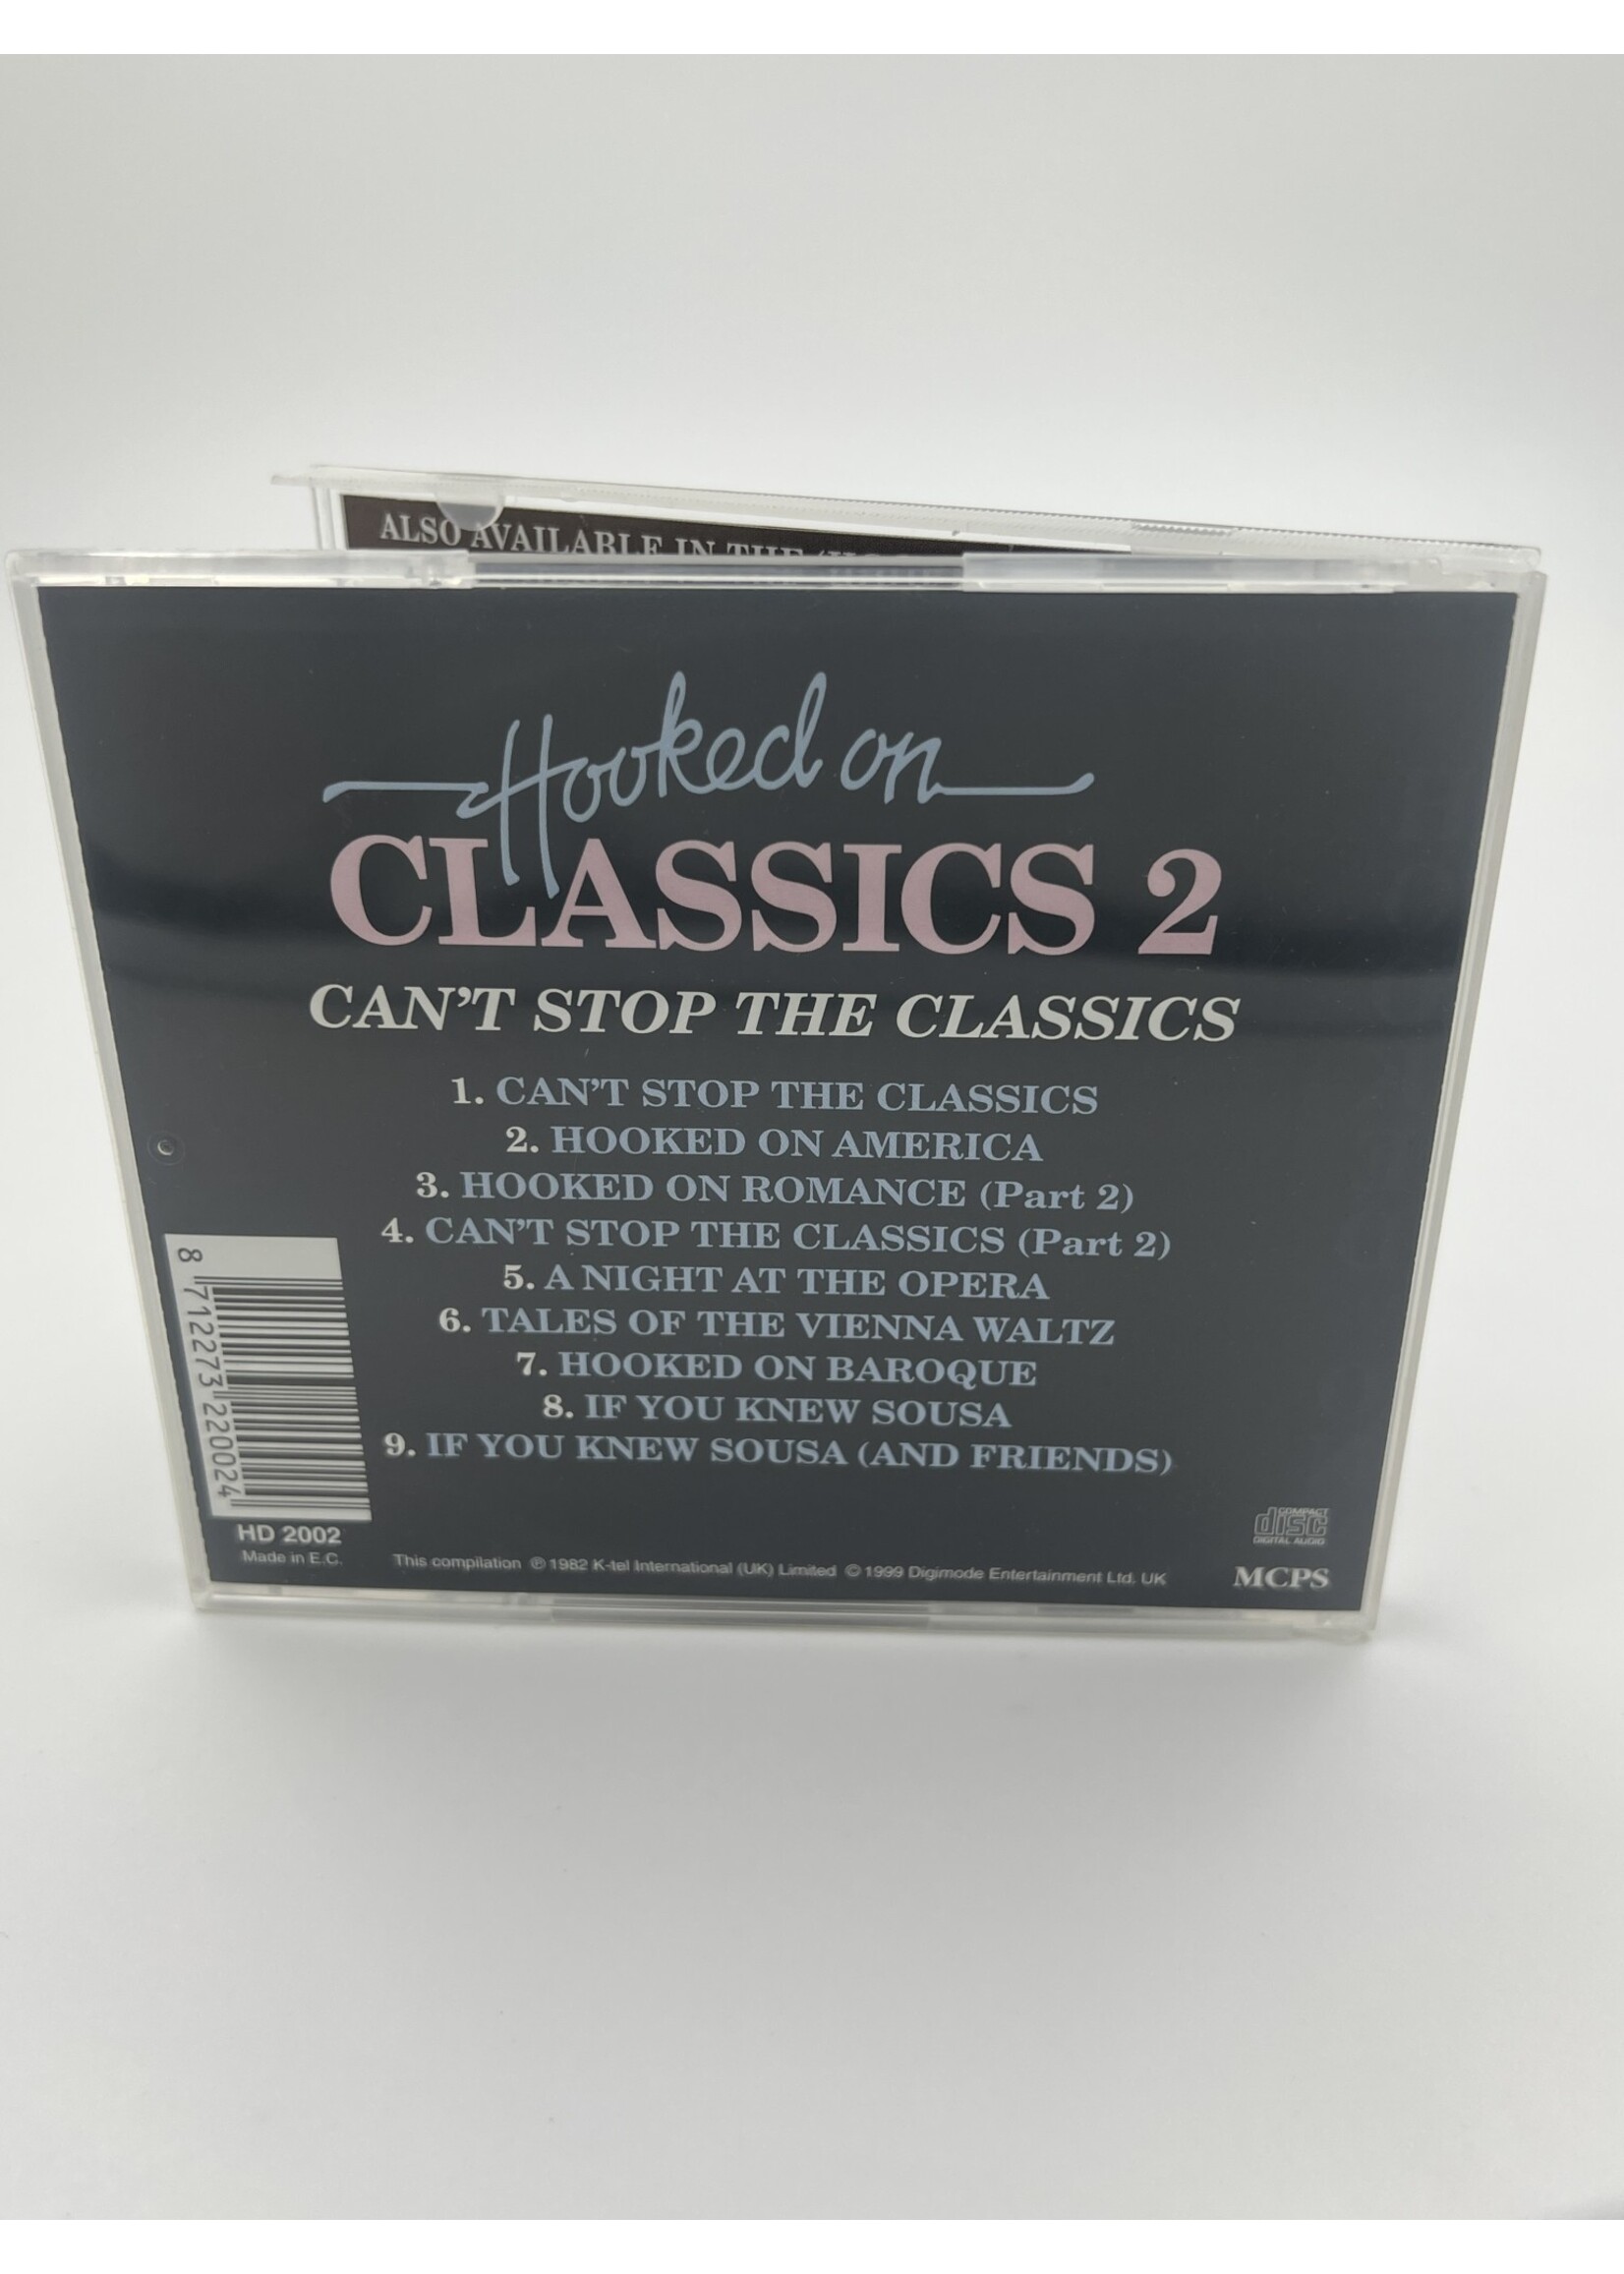 ALSO AVAILABLE IN THE
Hooked on
CLASSICS 2
CAN'T STOP THE CLASSICS
1. CAN'T STOP THE CLASSICS
2. HOOKED ON AMERICA
3. HOOKED ON ROMANCE (Part 2)
4. CAN'T STOP THE CLASSICS (Part 2)
5. A NIGHT AT THE OPERA
6. TALES OF THE VIENNA WALTZ
7. HOOKED ON BAROQUE
8. IF YOU KNEW SOUSA
9. IF YOU KNEW SOUSA (AND FRIENDS)
8 712273 220024
HD 2002
Made in E.C.
This compilation ℗ 1982 K-tel International (UK) Limited © 1999 Digimode Entertainment Ltd. UK
COMPACT
disc
DIGITAL AUDIO
MCPS